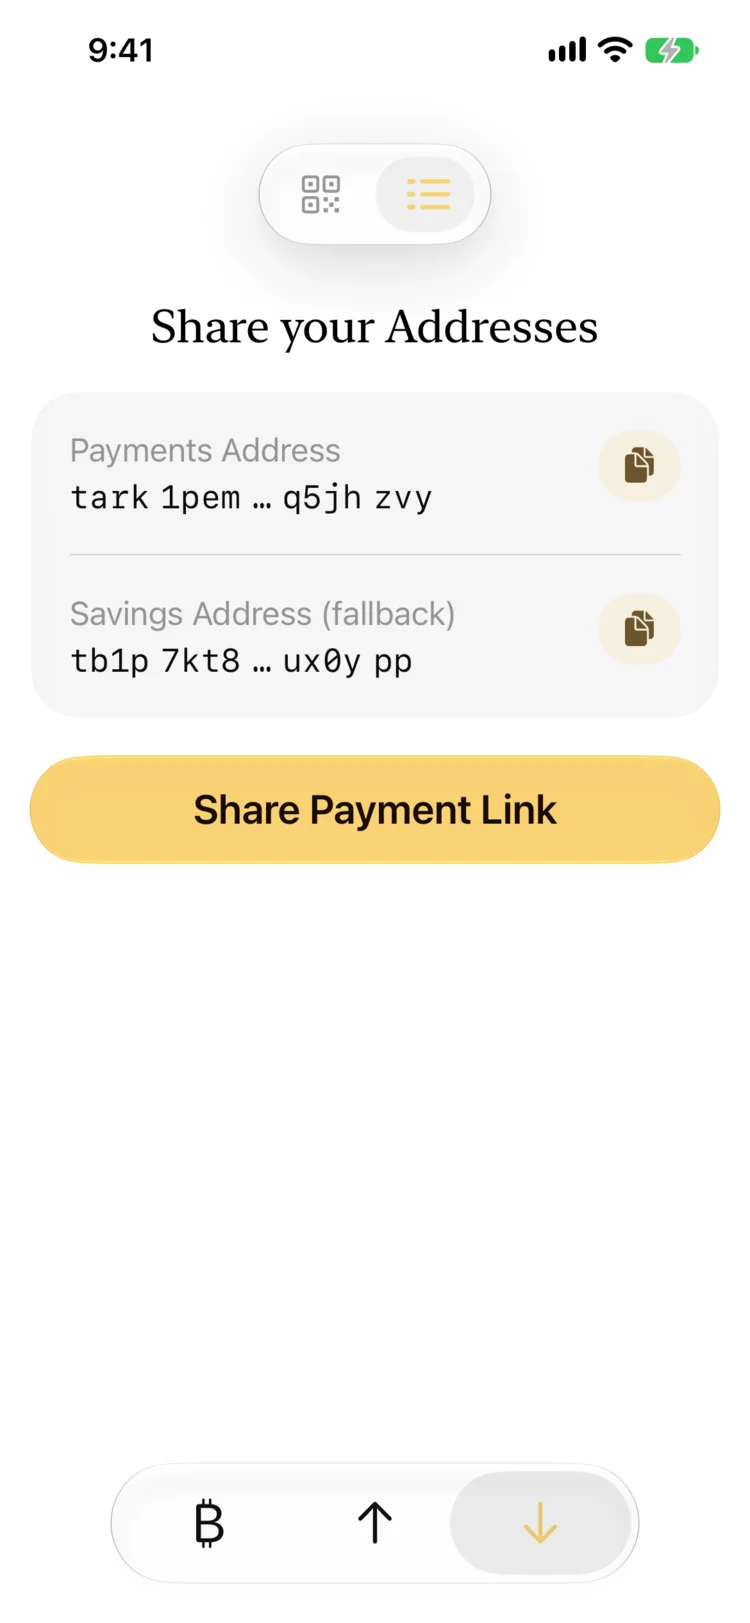 9:41
Share your Addresses
Payments Address
tark 1pem … q5jh zvy
Savings Address (fallback)
tb1p 7kt8 … ux0y pp
Share Payment Link